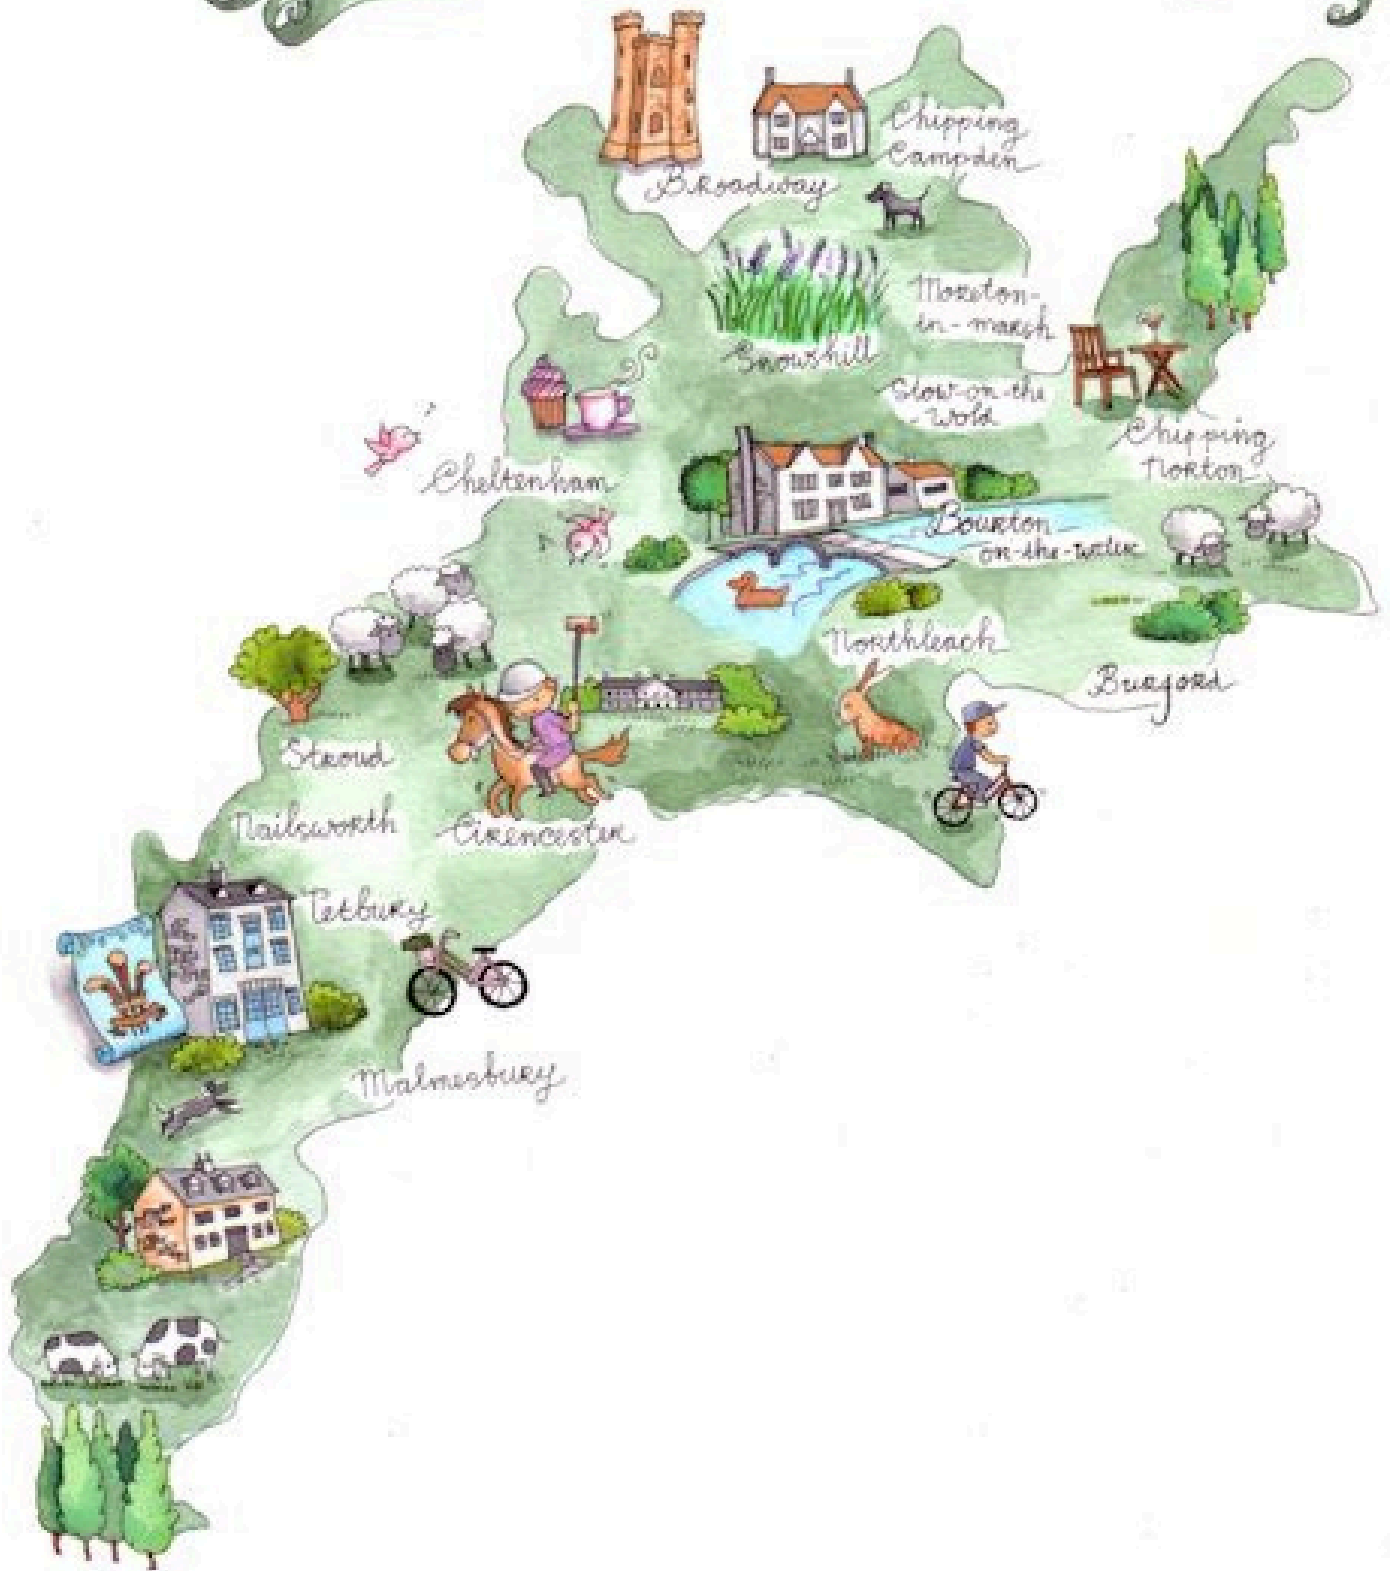 Chipping
Campden
Broadway
Moreton-
in-marsh
Snowshill
Stow-on-the
Wold
Chipping
Norton
Cheltenham
Bourton
on-the-water
Northleach
Burford
Stroud
Nailsworth
Cirencester
Tetbury
Malmesbury